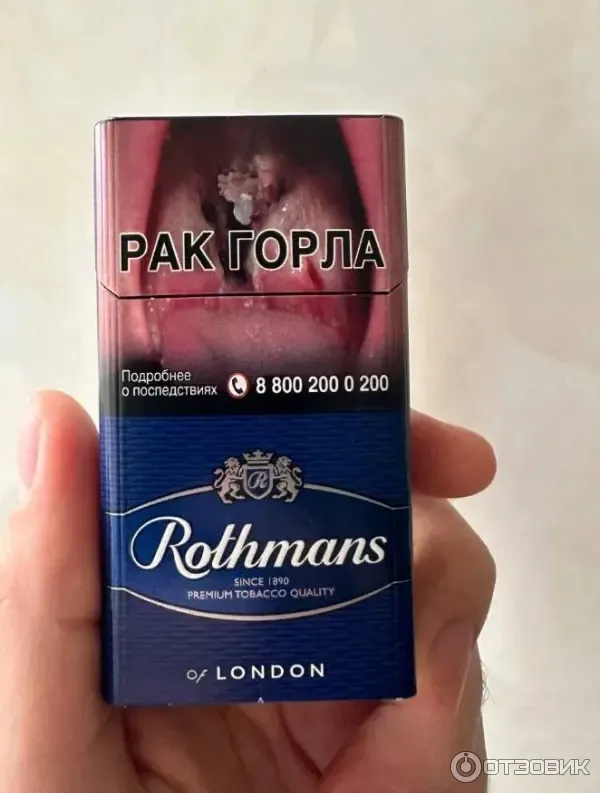 РАК ГОРЛА
Подробнее
о последствиях
8 800 200 0 200
R
Rothmans
SINCE 1890
PREMIUM TOBACCO QUALITY
of LONDON
ОТЗОВИК